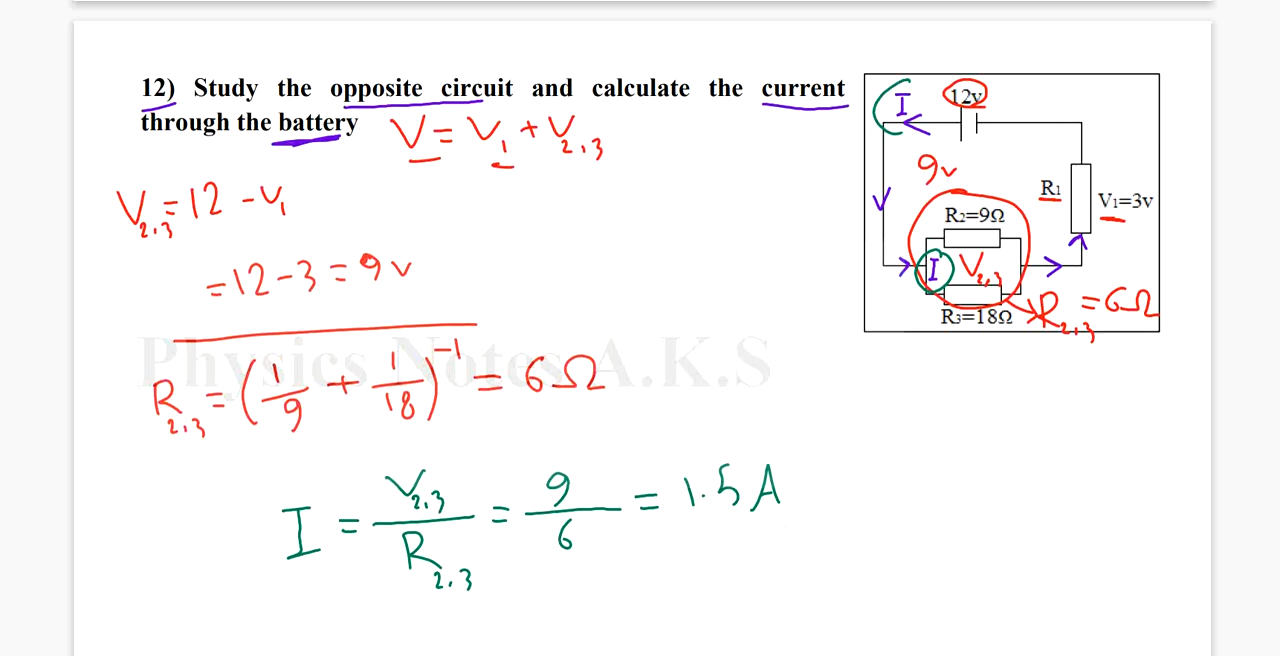 12) Study the opposite circuit and calculate the current
through the battery
V = V1 + V2,3
V2,3 = 12 - V1
= 12 - 3 = 9v
R2,3 = (1/9 + 1/18)^-1 = 6Ω
I = V2,3 / R2,3 = 9/6 = 1.5 A
Physics Notes A.K.S
I
12v
9v
R1
V1=3v
R2=9Ω
I
V2,3
R3=18Ω
R2,3 = 6Ω